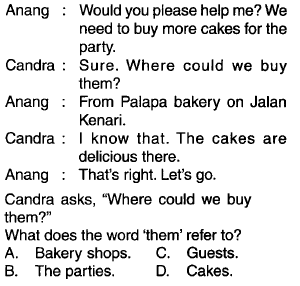 Anang : Would you please help me? We
need to buy more cakes for the
party.
Candra : Sure. Where could we buy
them?
Anang : From Palapa bakery on Jalan
Kenari.
Candra : I know that. The cakes are
delicious there.
Anang : That's right. Let's go.
Candra asks, “Where could we buy
them?”
What does the word ‘them’ refer to?
A. Bakery shops. C. Guests.
B. The parties. D. Cakes.